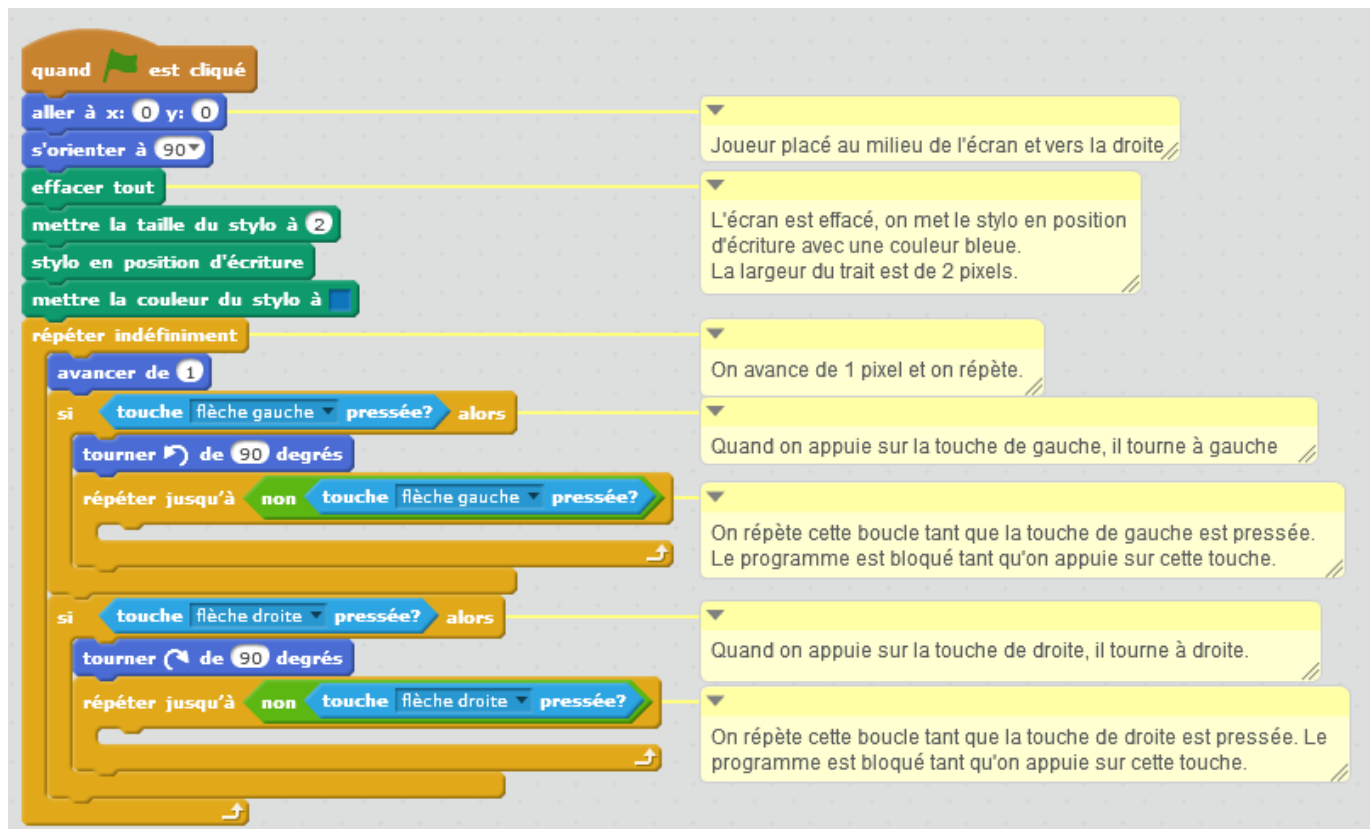 quand est cliqué
aller à x: 0 y: 0
Joueur placé au milieu de l'écran et vers la droite
s'orienter à 90
effacer tout
L'écran est effacé, on met le stylo en position
d'écriture avec une couleur bleue.
La largeur du trait est de 2 pixels.
mettre la taille du stylo à 2
stylo en position d'écriture
mettre la couleur du stylo à
répéter indéfiniment
On avance de 1 pixel et on répète.
avancer de 1
si touche flèche gauche pressée? alors
Quand on appuie sur la touche de gauche, il tourne à gauche
tourner de 90 degrés
répéter jusqu'à non touche flèche gauche pressée?
On répète cette boucle tant que la touche de gauche est pressée.
Le programme est bloqué tant qu'on appuie sur cette touche.
si touche flèche droite pressée? alors
Quand on appuie sur la touche de droite, il tourne à droite.
tourner de 90 degrés
répéter jusqu'à non touche flèche droite pressée?
On répète cette boucle tant que la touche de droite est pressée. Le
programme est bloqué tant qu'on appuie sur cette touche.